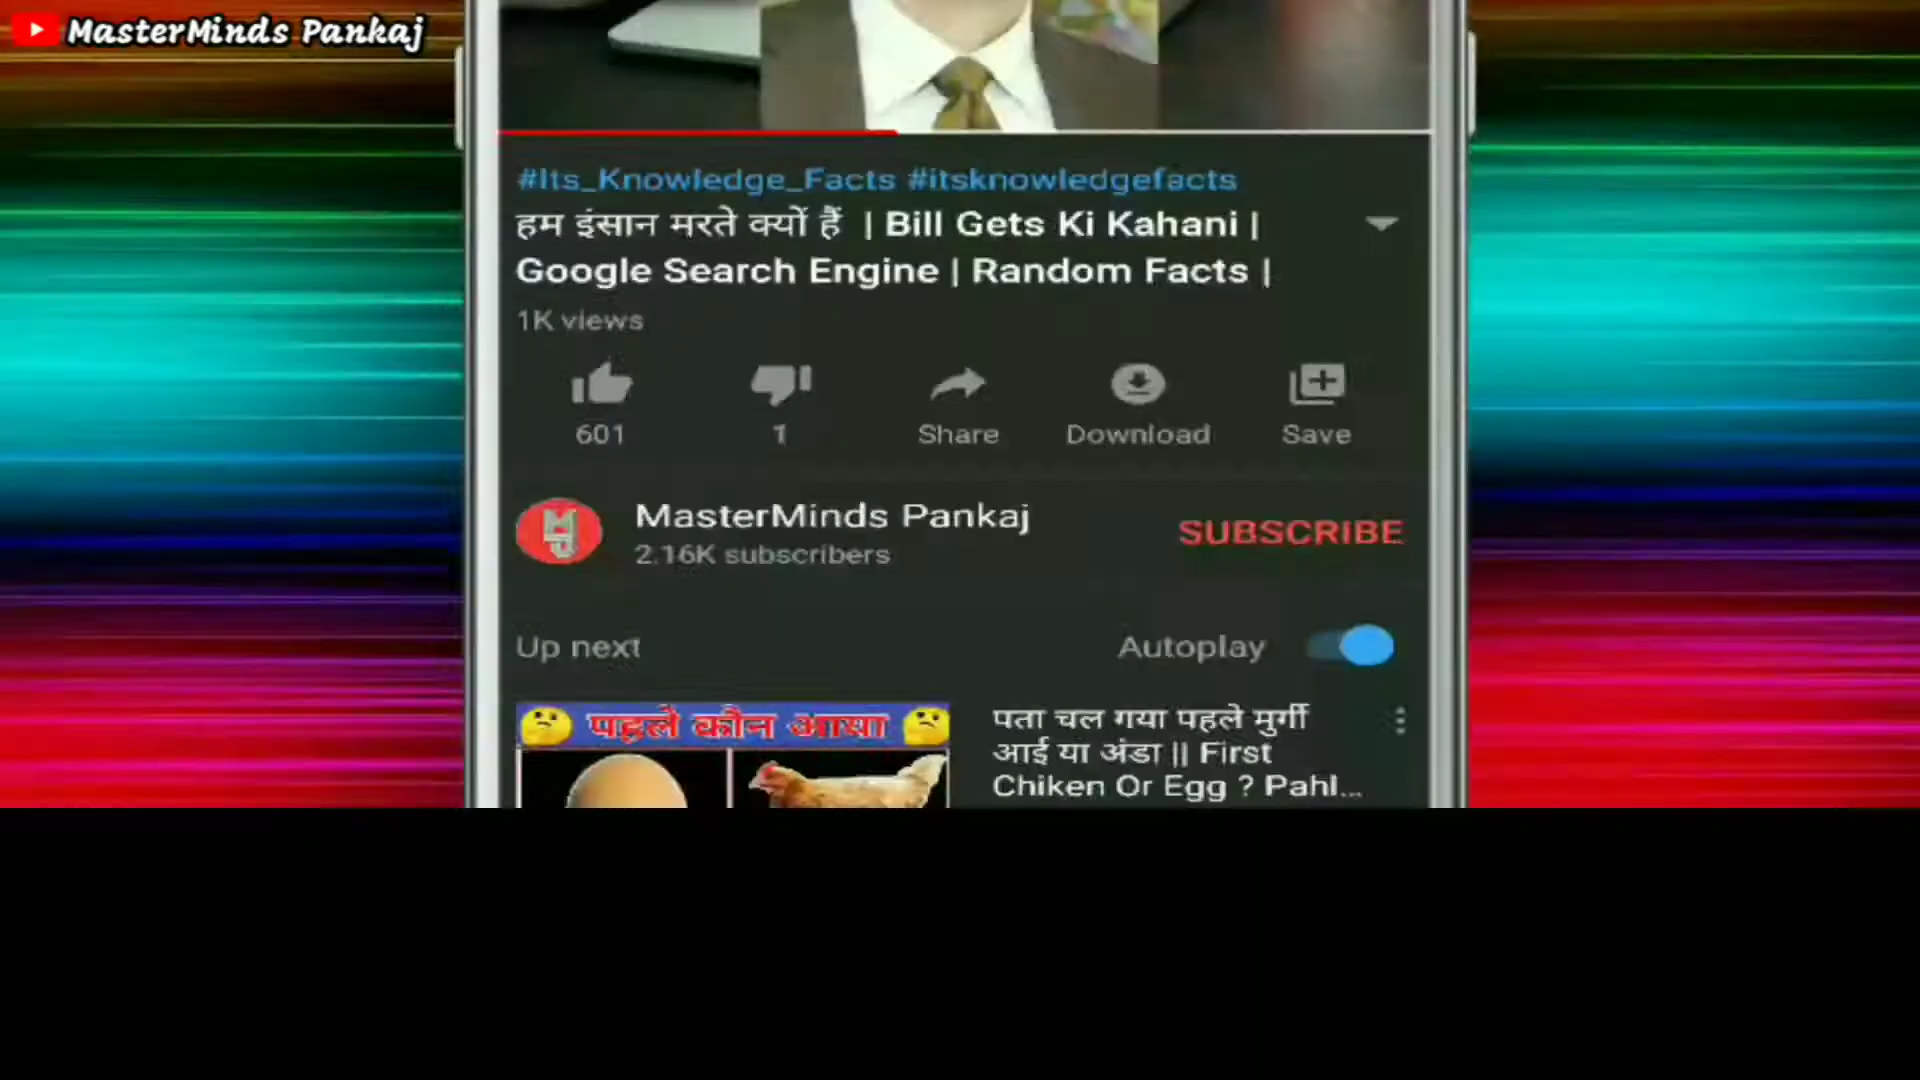 MasterMinds Pankaj
#Its_Knowledge_Facts #itsknowledgefacts
हम इंसान मरते क्यों हैं | Bill Gets Ki Kahani |
Google Search Engine | Random Facts |
1K views
601
1
Share
Download
Save
MasterMinds Pankaj
2.16K subscribers
SUBSCRIBE
Up next
Autoplay
पहले कौन आया
पता चल गया पहले मुर्गी
आई या अंडा || First
Chiken Or Egg ? Pahl...